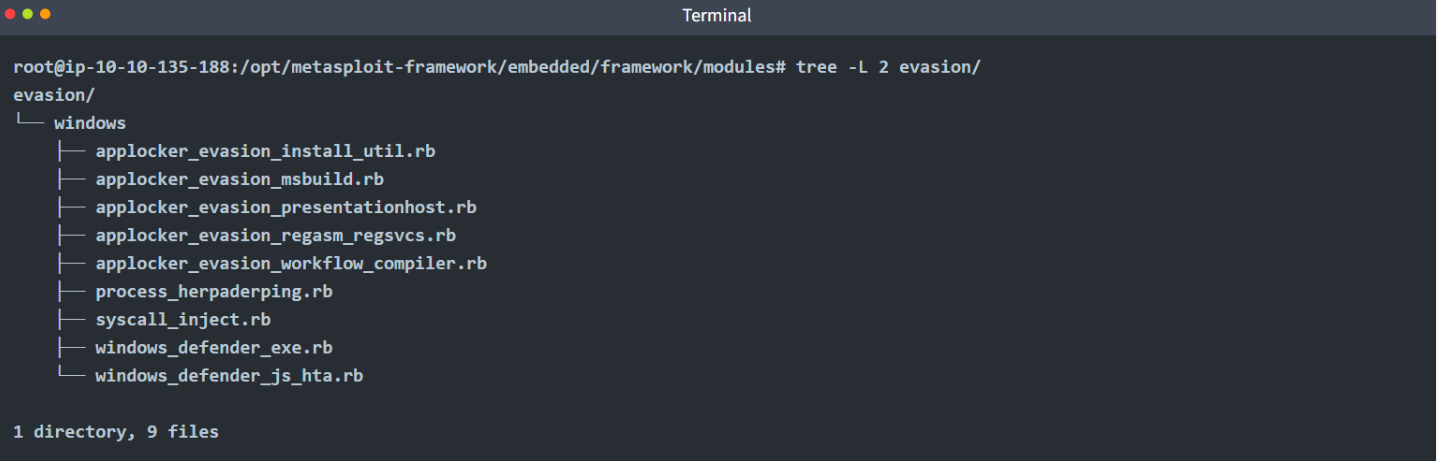 Terminal
root@ip-10-10-135-188:/opt/metasploit-framework/embedded/framework/modules# tree -L 2 evasion/
evasion/
└── windows
    ├── applocker_evasion_install_util.rb
    ├── applocker_evasion_msbuild.rb
    ├── applocker_evasion_presentationhost.rb
    ├── applocker_evasion_regasm_regsvcs.rb
    ├── applocker_evasion_workflow_compiler.rb
    ├── process_herpaderping.rb
    ├── syscall_inject.rb
    ├── windows_defender_exe.rb
    └── windows_defender_js_hta.rb
1 directory, 9 files